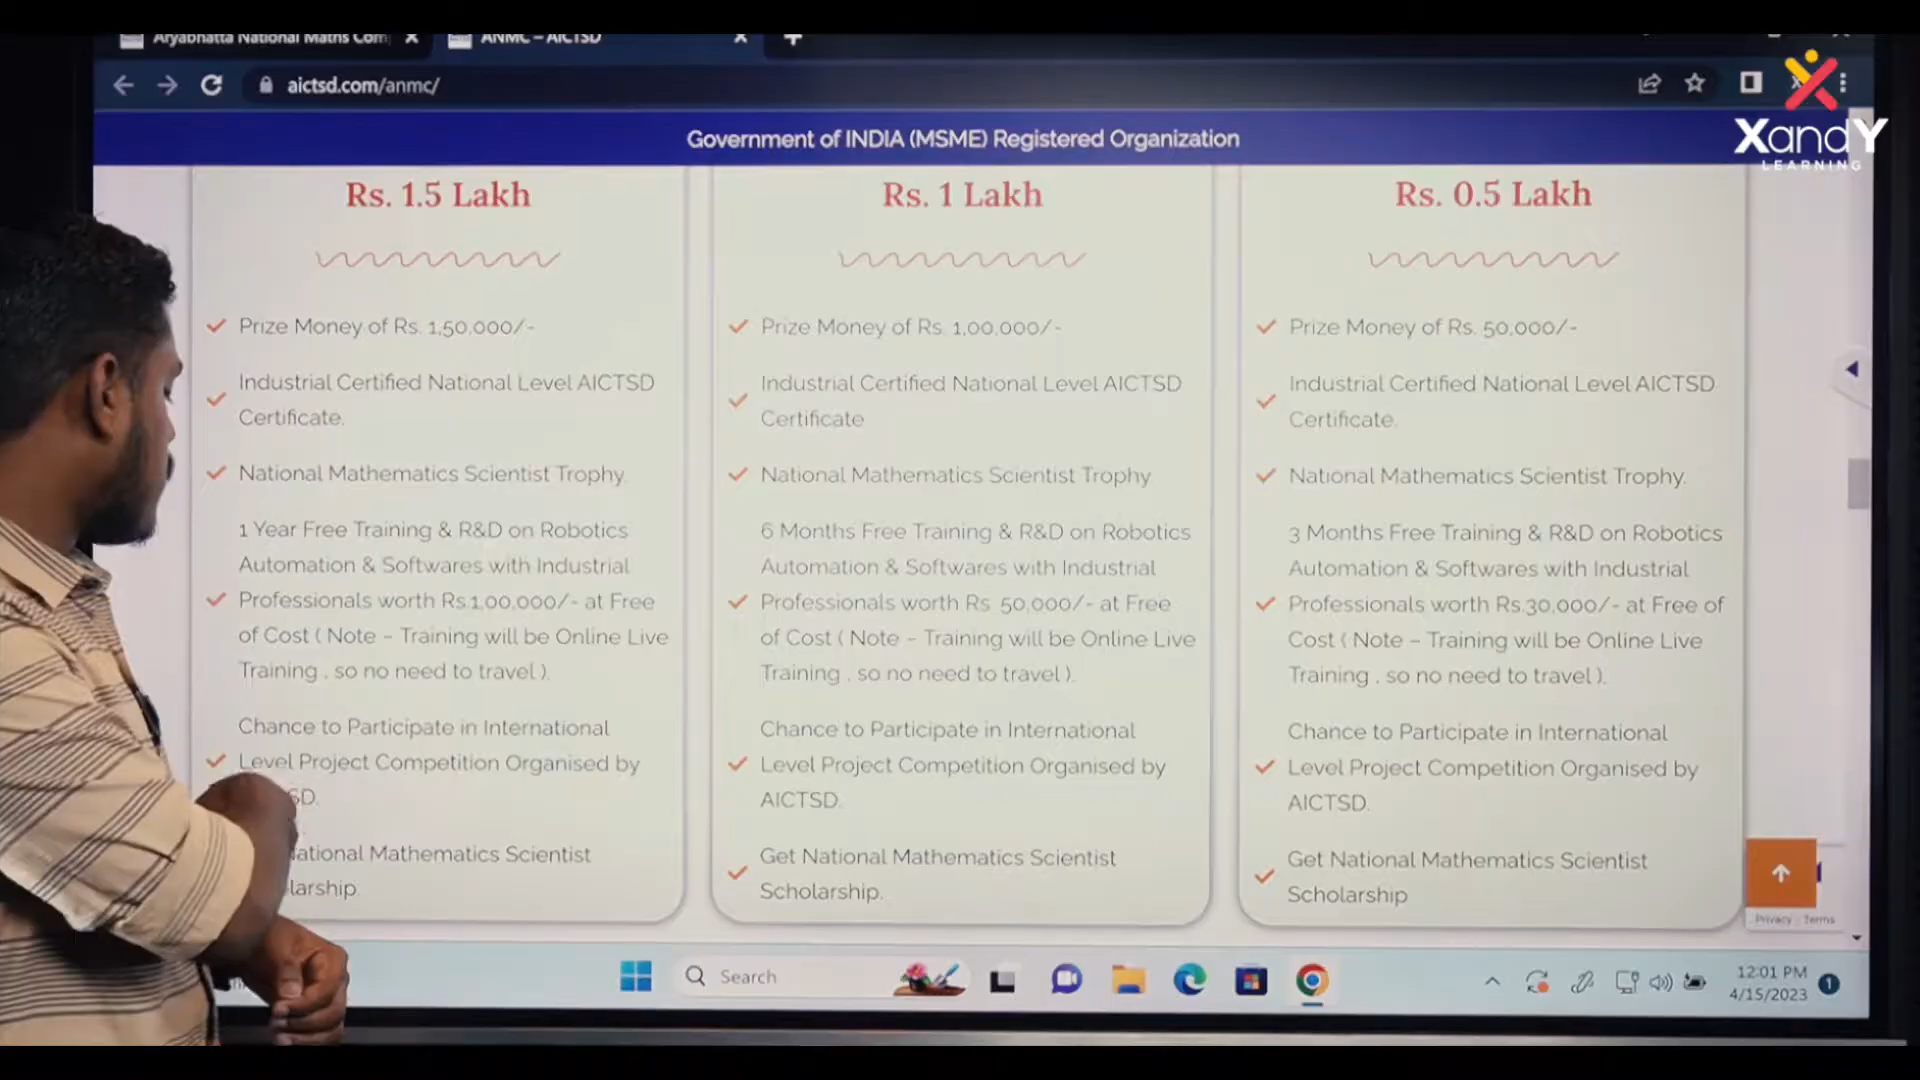 Aryabhatta National Maths Com
ANMC – AICTSD
aictsd.com/anmc/
XandY
LEARNING
Government of INDIA (MSME) Registered Organization
Rs. 1.5 Lakh
Prize Money of Rs. 1,50,000/-
Industrial Certified National Level AICTSD
Certificate.
National Mathematics Scientist Trophy.
1 Year Free Training & R&D on Robotics
Automation & Softwares with Industrial
Professionals worth Rs.1,00,000/- at Free
of Cost ( Note – Training will be Online Live
Training , so no need to travel ).
Chance to Participate in International
Level Project Competition Organised by
SD.
ational Mathematics Scientist
larship.
Rs. 1 Lakh
Prize Money of Rs. 1,00,000/-
Industrial Certified National Level AICTSD
Certificate
National Mathematics Scientist Trophy
6 Months Free Training & R&D on Robotics
Automation & Softwares with Industrial
Professionals worth Rs. 50,000/- at Free
of Cost ( Note – Training will be Online Live
Training , so no need to travel ).
Chance to Participate in International
Level Project Competition Organised by
AICTSD.
Get National Mathematics Scientist
Scholarship.
Rs. 0.5 Lakh
Prize Money of Rs. 50,000/-
Industrial Certified National Level AICTSD
Certificate.
National Mathematics Scientist Trophy.
3 Months Free Training & R&D on Robotics
Automation & Softwares with Industrial
Professionals worth Rs.30,000/- at Free of
Cost ( Note – Training will be Online Live
Training , so no need to travel ).
Chance to Participate in International
Level Project Competition Organised by
AICTSD.
Get National Mathematics Scientist
Scholarship
Privacy - Terms
Search
12:01 PM
4/15/2023
1